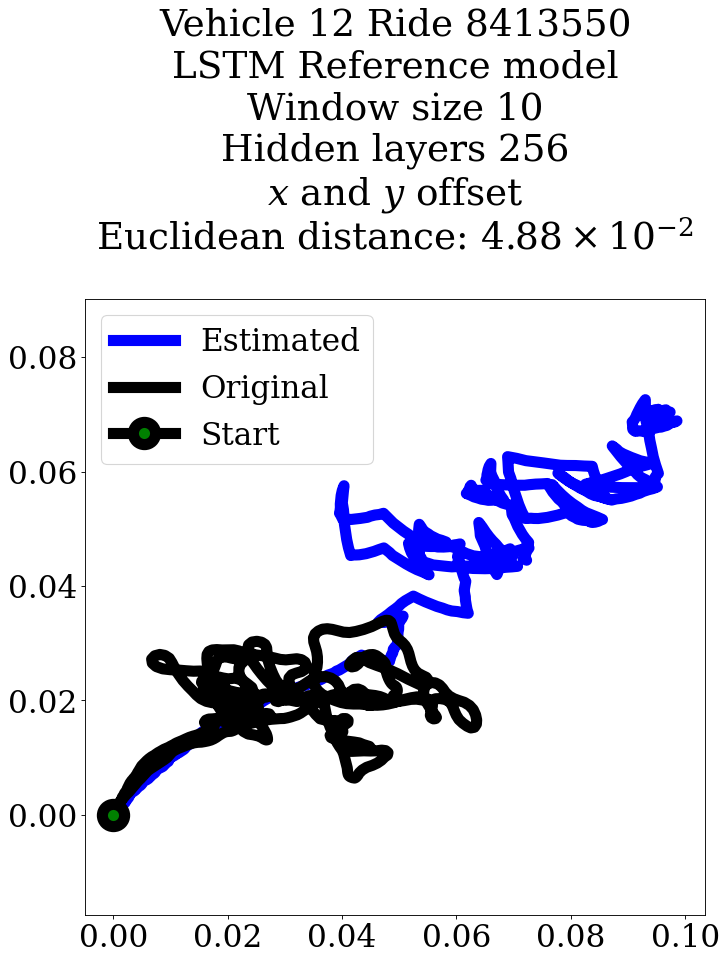 Vehicle 12 Ride 8413550
LSTM Reference model
Window size 10
Hidden layers 256
x and y offset
Euclidean distance: 4.88 × 10⁻²
Estimated
Original
Start
0.08
0.06
0.04
0.02
0.00
0.00 0.02 0.04 0.06 0.08 0.10